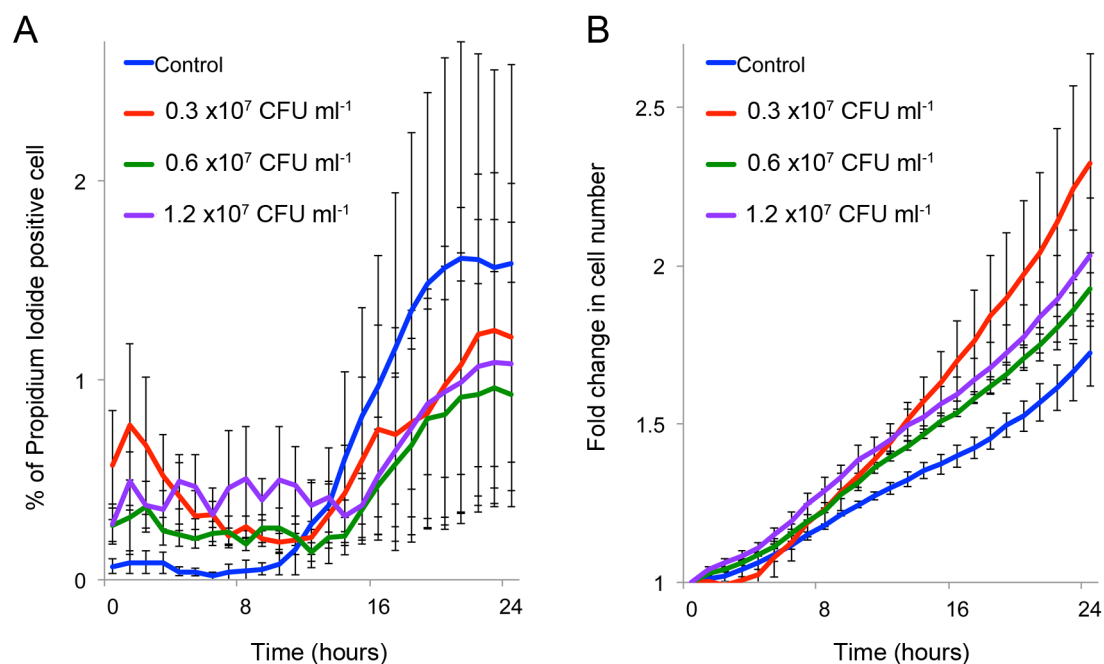 A
Control
0.3 x10⁷ CFU ml⁻¹
0.6 x10⁷ CFU ml⁻¹
1.2 x10⁷ CFU ml⁻¹
% of Propidium Iodide positive cell
2
1
0
0 8 16 24
Time (hours)
B
Control
0.3 x10⁷ CFU ml⁻¹
0.6 x10⁷ CFU ml⁻¹
1.2 x10⁷ CFU ml⁻¹
Fold change in cell number
2.5
2
1.5
1
0 8 16 24
Time (hours)